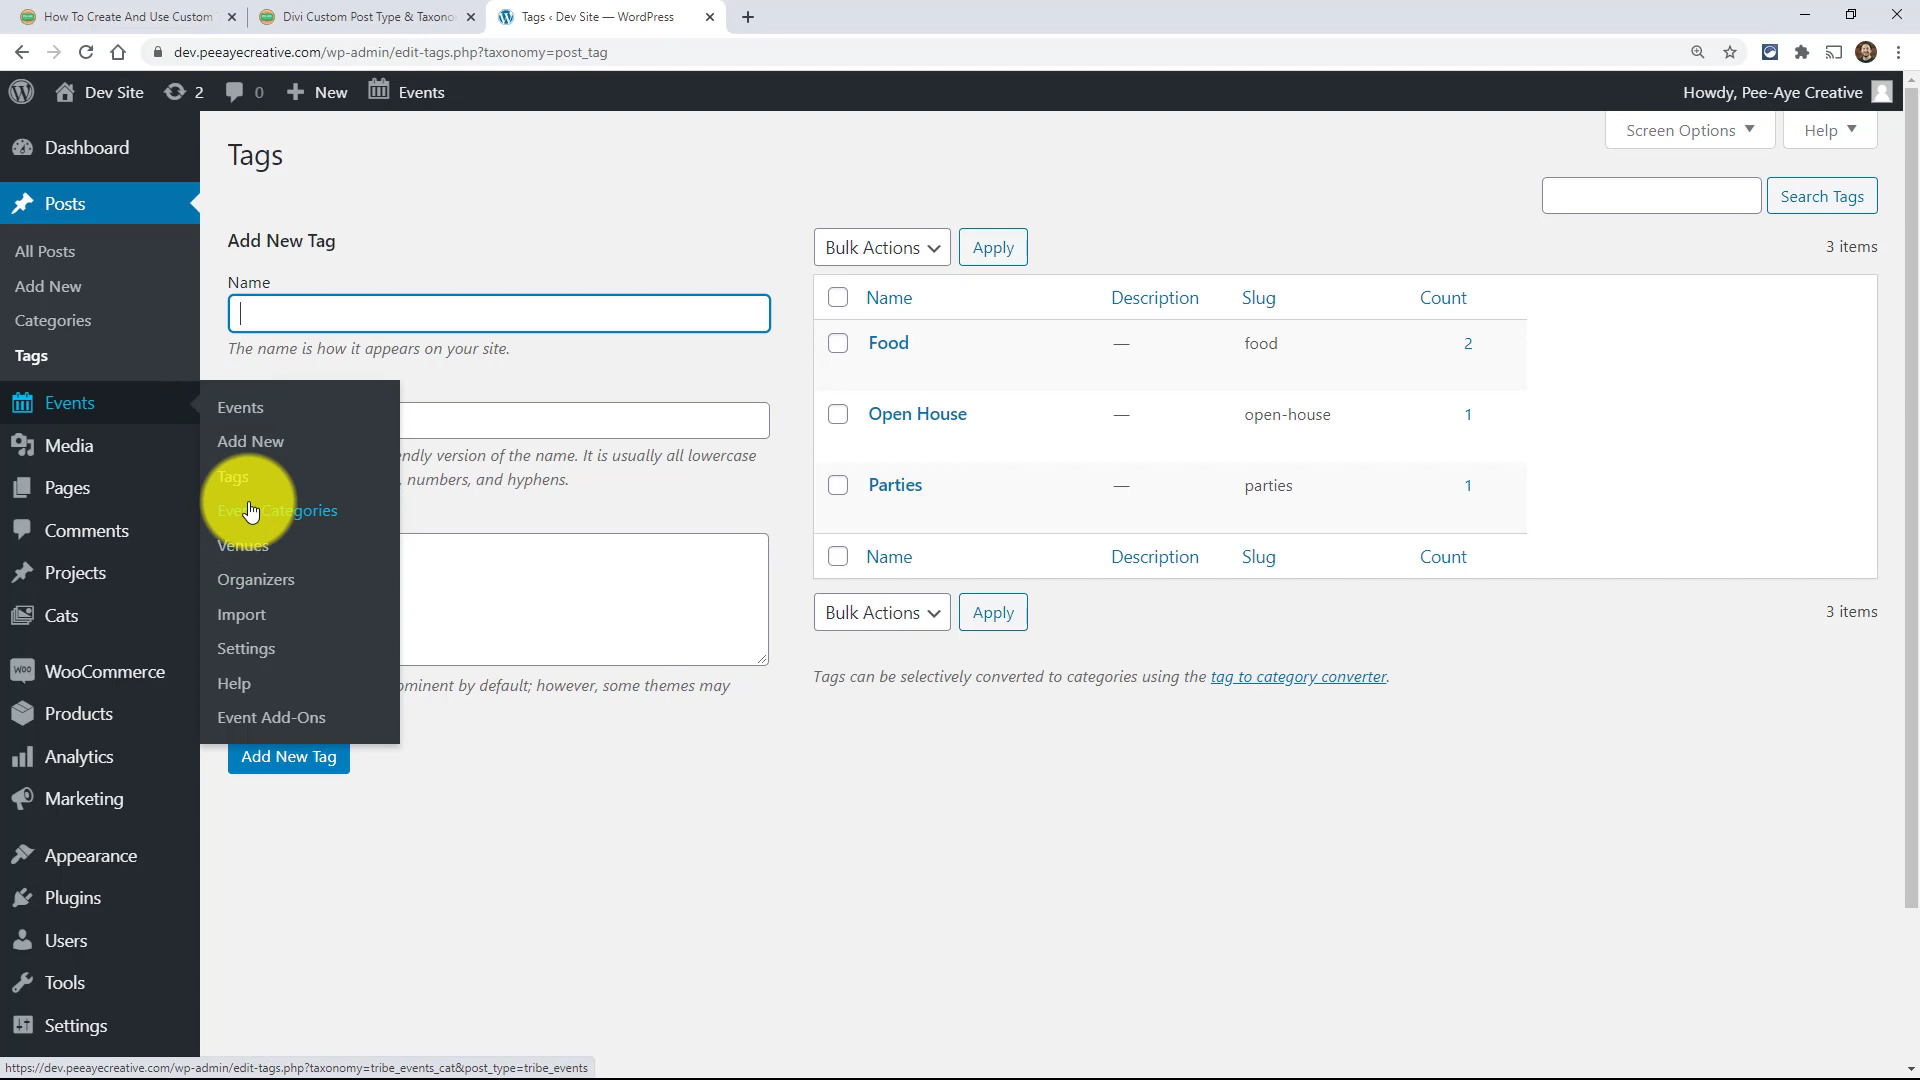 How To Create And Use Custom
Divi Custom Post Type & Taxono
Tags ‹ Dev Site — WordPress
dev.peeayecreative.com/wp-admin/edit-tags.php?taxonomy=post_tag
Dev Site
2
0
New
Events
Howdy, Pee-Aye Creative
Dashboard
Posts
All Posts
Add New
Categories
Tags
Events
Media
Pages
Comments
Projects
Cats
WooCommerce
Products
Analytics
Marketing
Appearance
Plugins
Users
Tools
Settings
Events
Add New
Tags
Event Categories
Venues
Organizers
Import
Settings
Help
Event Add-Ons
Screen Options
Help
Tags
Search Tags
Add New Tag
Name
The name is how it appears on your site.
ndly version of the name. It is usually all lowercase
, numbers, and hyphens.
ominent by default; however, some themes may
Add New Tag
Bulk Actions
Apply
3 items
Name Description Slug Count
Food — food 2
Open House — open-house 1
Parties — parties 1
Name Description Slug Count
Bulk Actions
Apply
3 items
Tags can be selectively converted to categories using the tag to category converter.
https://dev.peeayecreative.com/wp-admin/edit-tags.php?taxonomy=tribe_events_cat&post_type=tribe_events